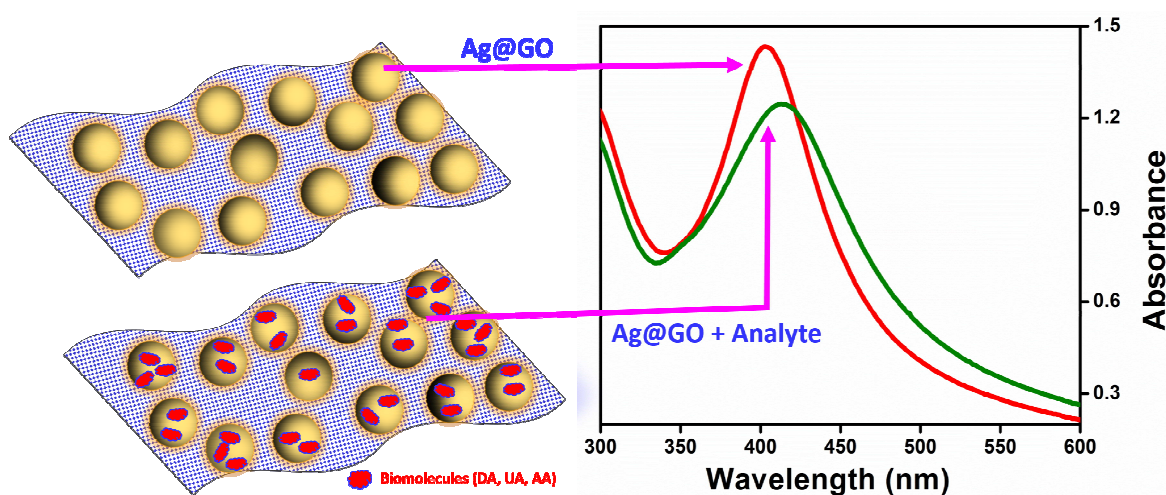 Ag@GO
Ag@GO + Analyte
Biomolecules (DA, UA, AA)
1.5
1.2
0.9
0.6
0.3
Absorbance
300 350 400 450 500 550 600
Wavelength (nm)